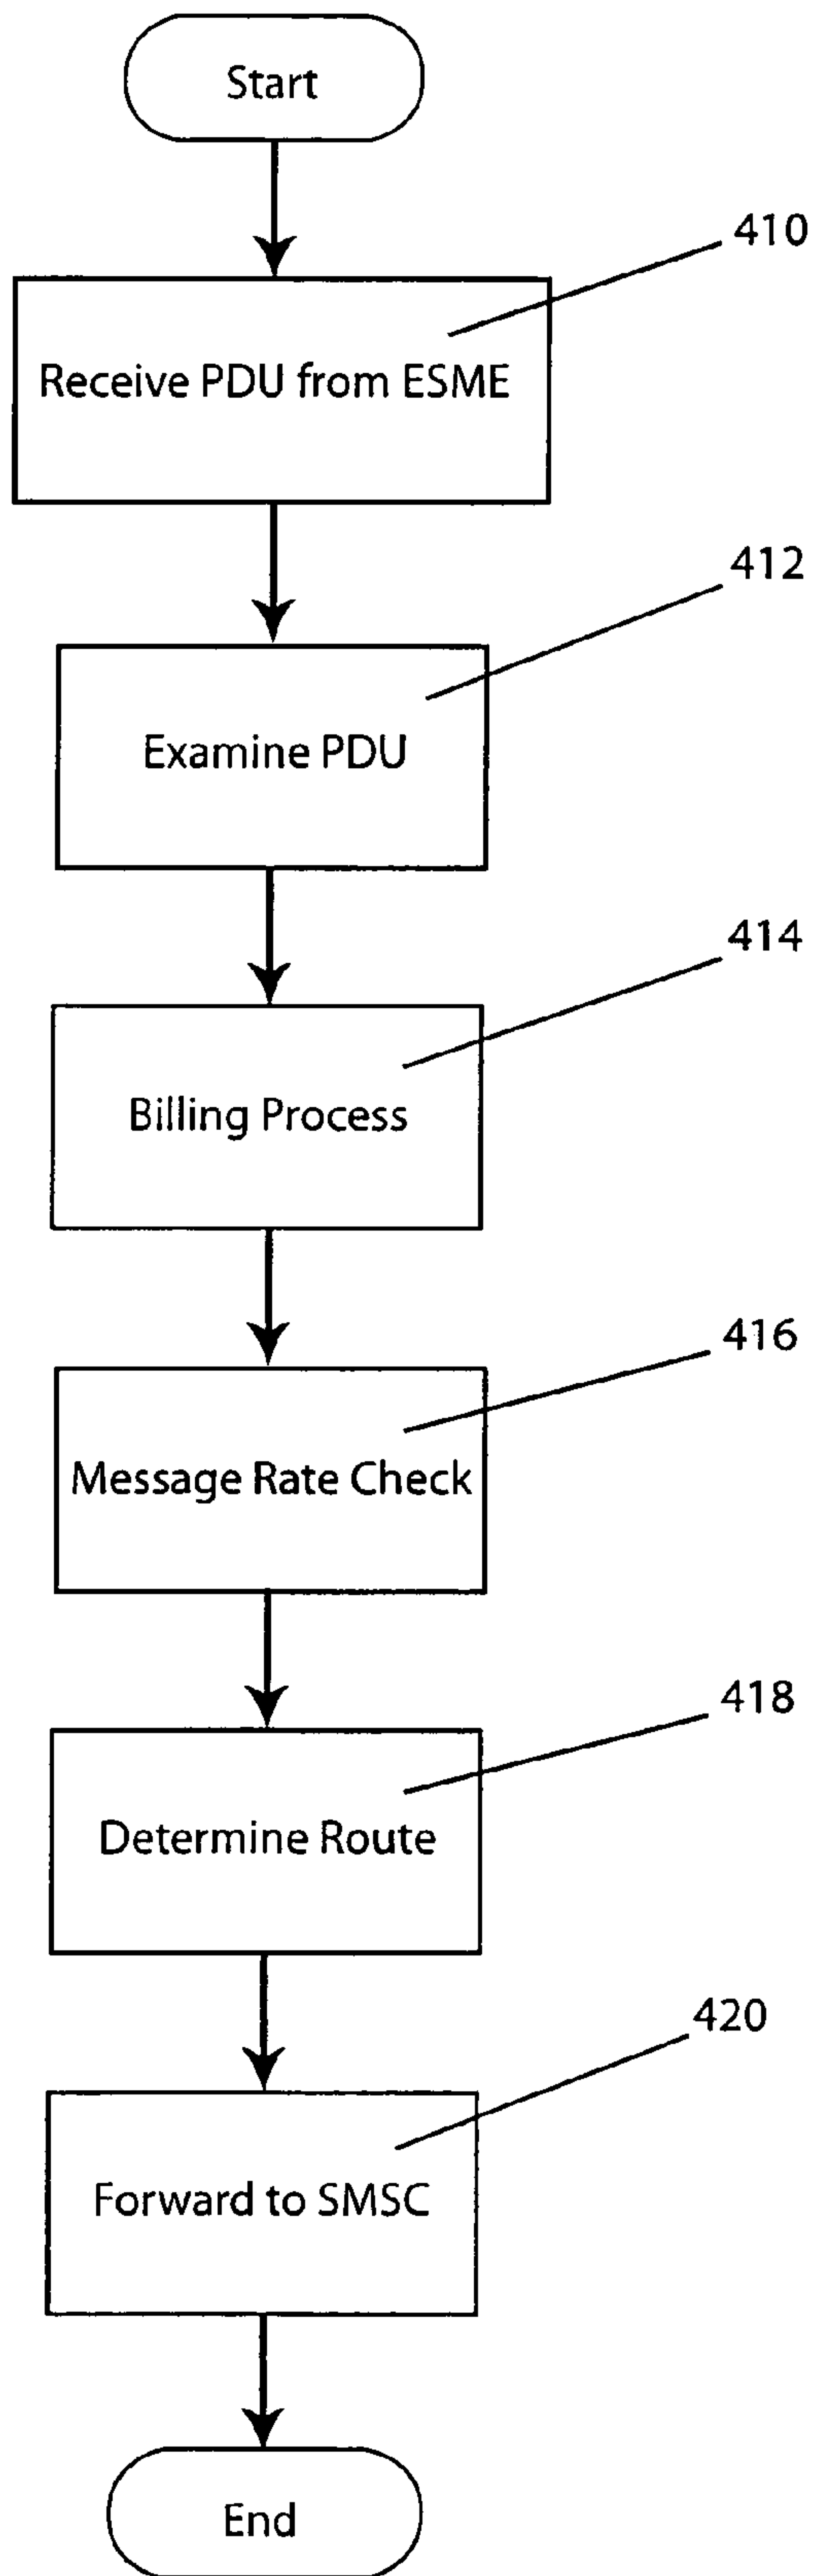 Start
410
Receive PDU from ESME
412
Examine PDU
414
Billing Process
416
Message Rate Check
418
Determine Route
420
Forward to SMSC
End